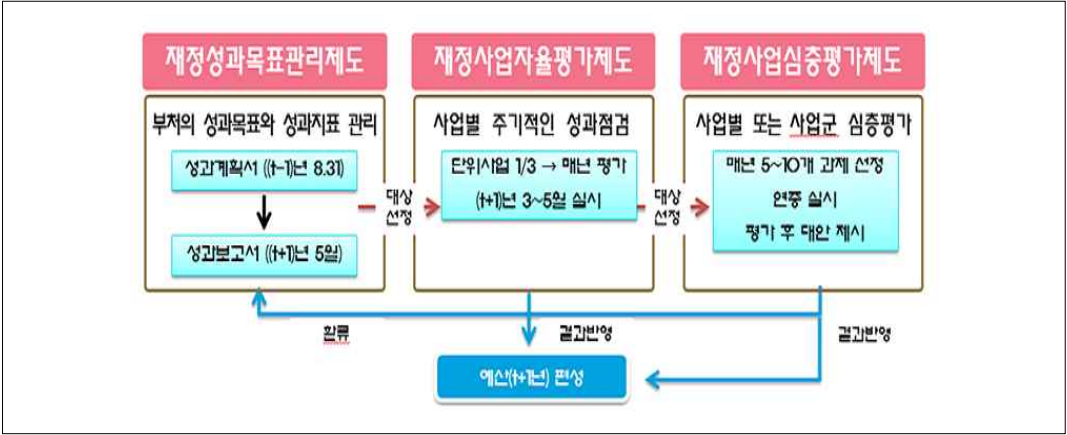 재정성과목표관리제도
부처의 성과목표와 성과지표 관리
성과계획서 ((t-1)년 8.31)
성과보고서 ((t+1)년 5월)
대상
선정
재정사업자율평가제도
사업별 주기적인 성과점검
단위사업 1/3 → 매년 평가
(t+1)년 3~5월 실시
대상
선정
재정사업심층평가제도
사업별 또는 사업군 심층평가
매년 5~10개 과제 선정
연중 실시
평가 후 대안 제시
환류
결과반영
결과반영
예산(t+1년) 편성